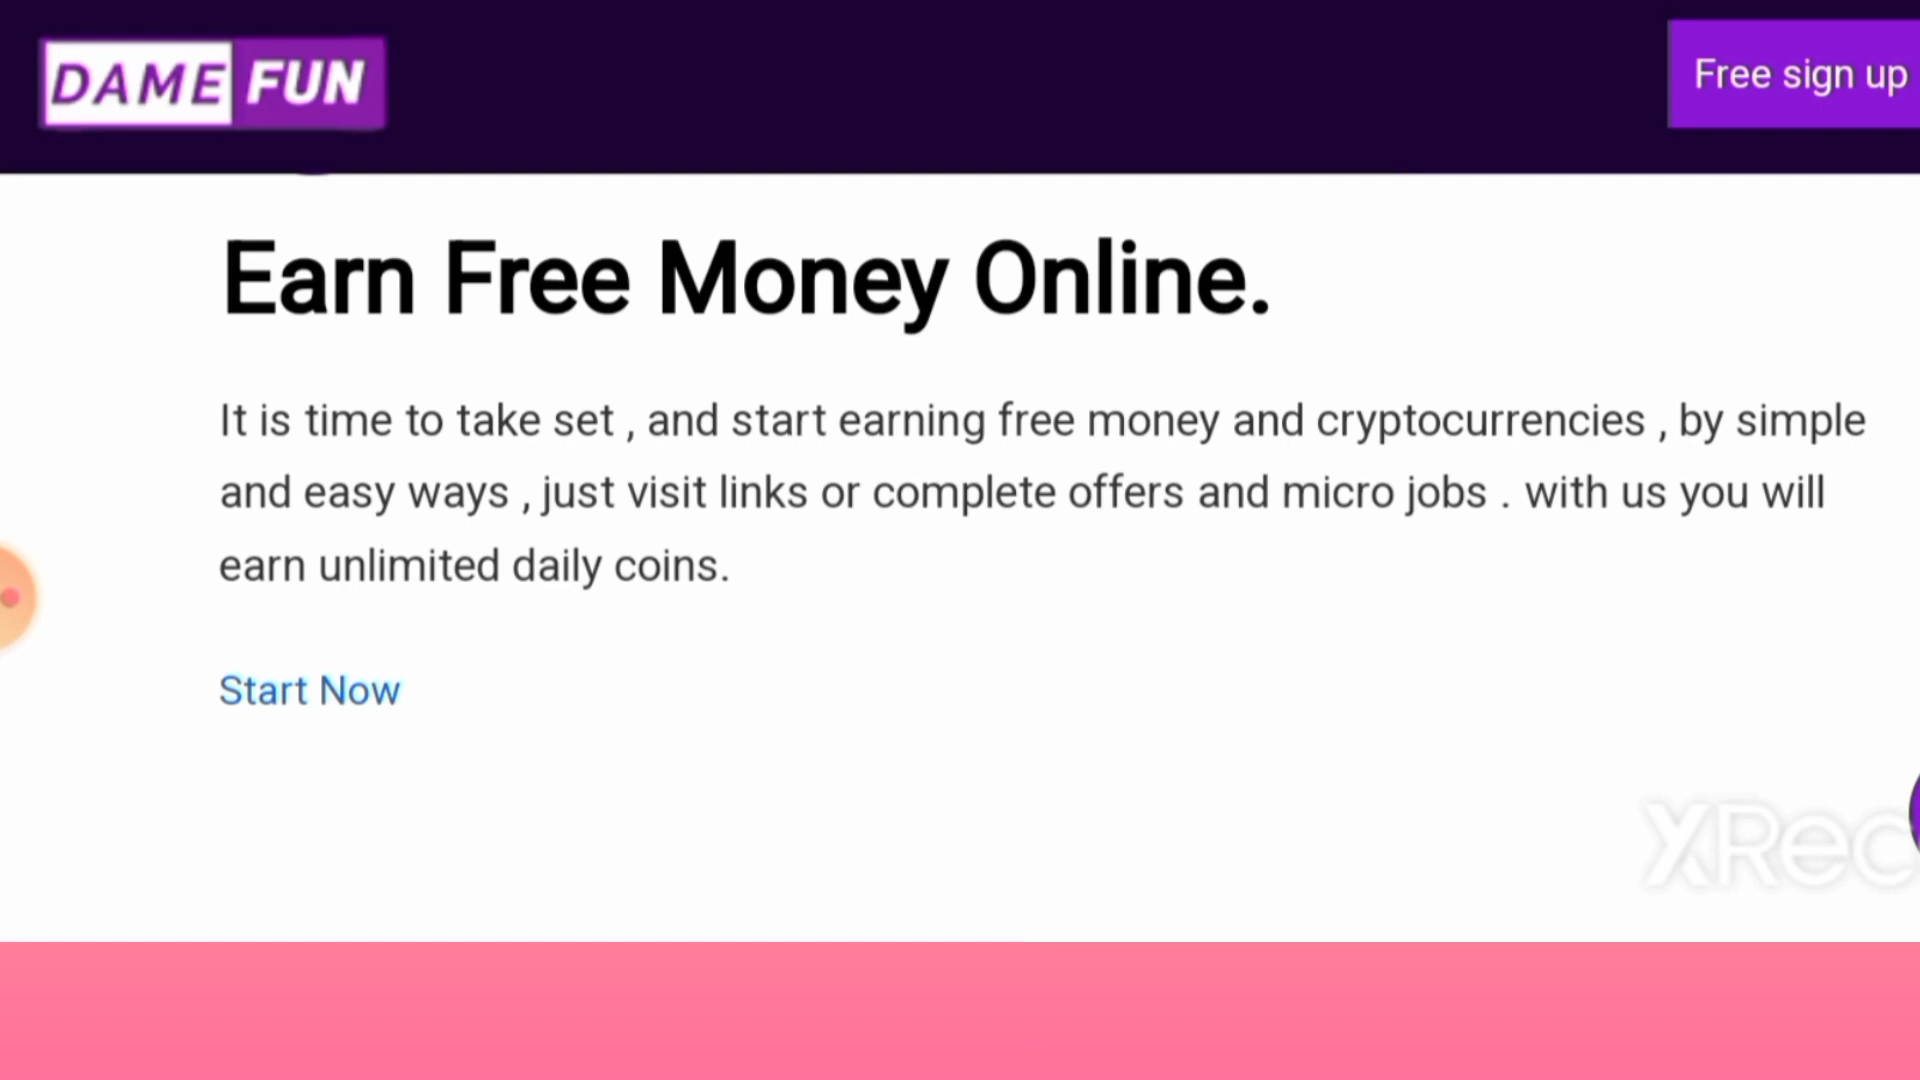 DAME FUN
Free sign up
Earn Free Money Online.
It is time to take set , and start earning free money and cryptocurrencies , by simple
and easy ways , just visit links or complete offers and micro jobs . with us you will
earn unlimited daily coins.
Start Now
XRec